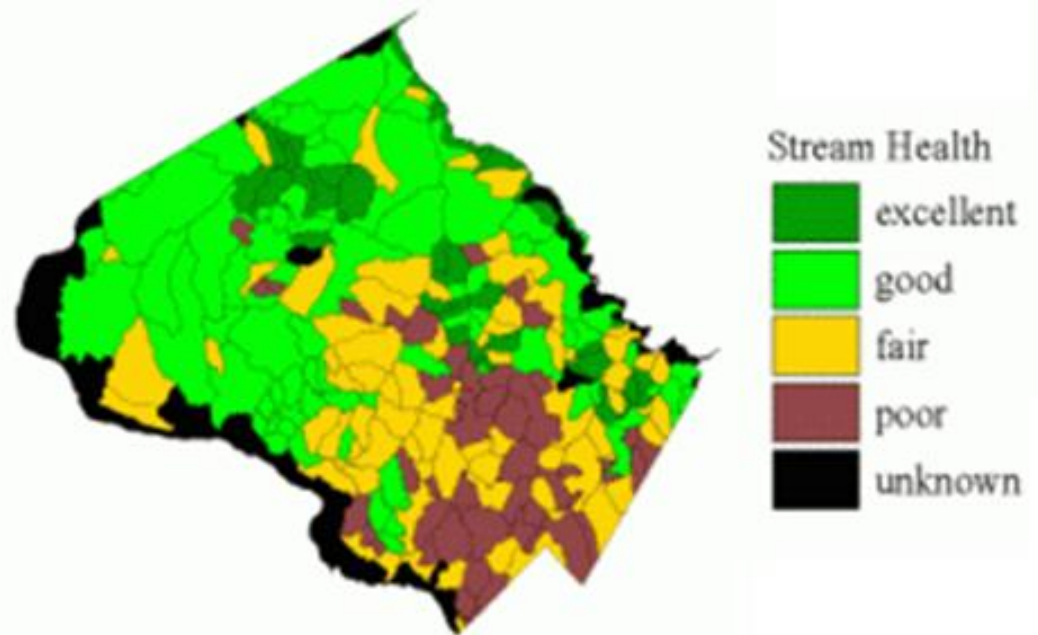 Stream Health
excellent
good
fair
poor
unknown